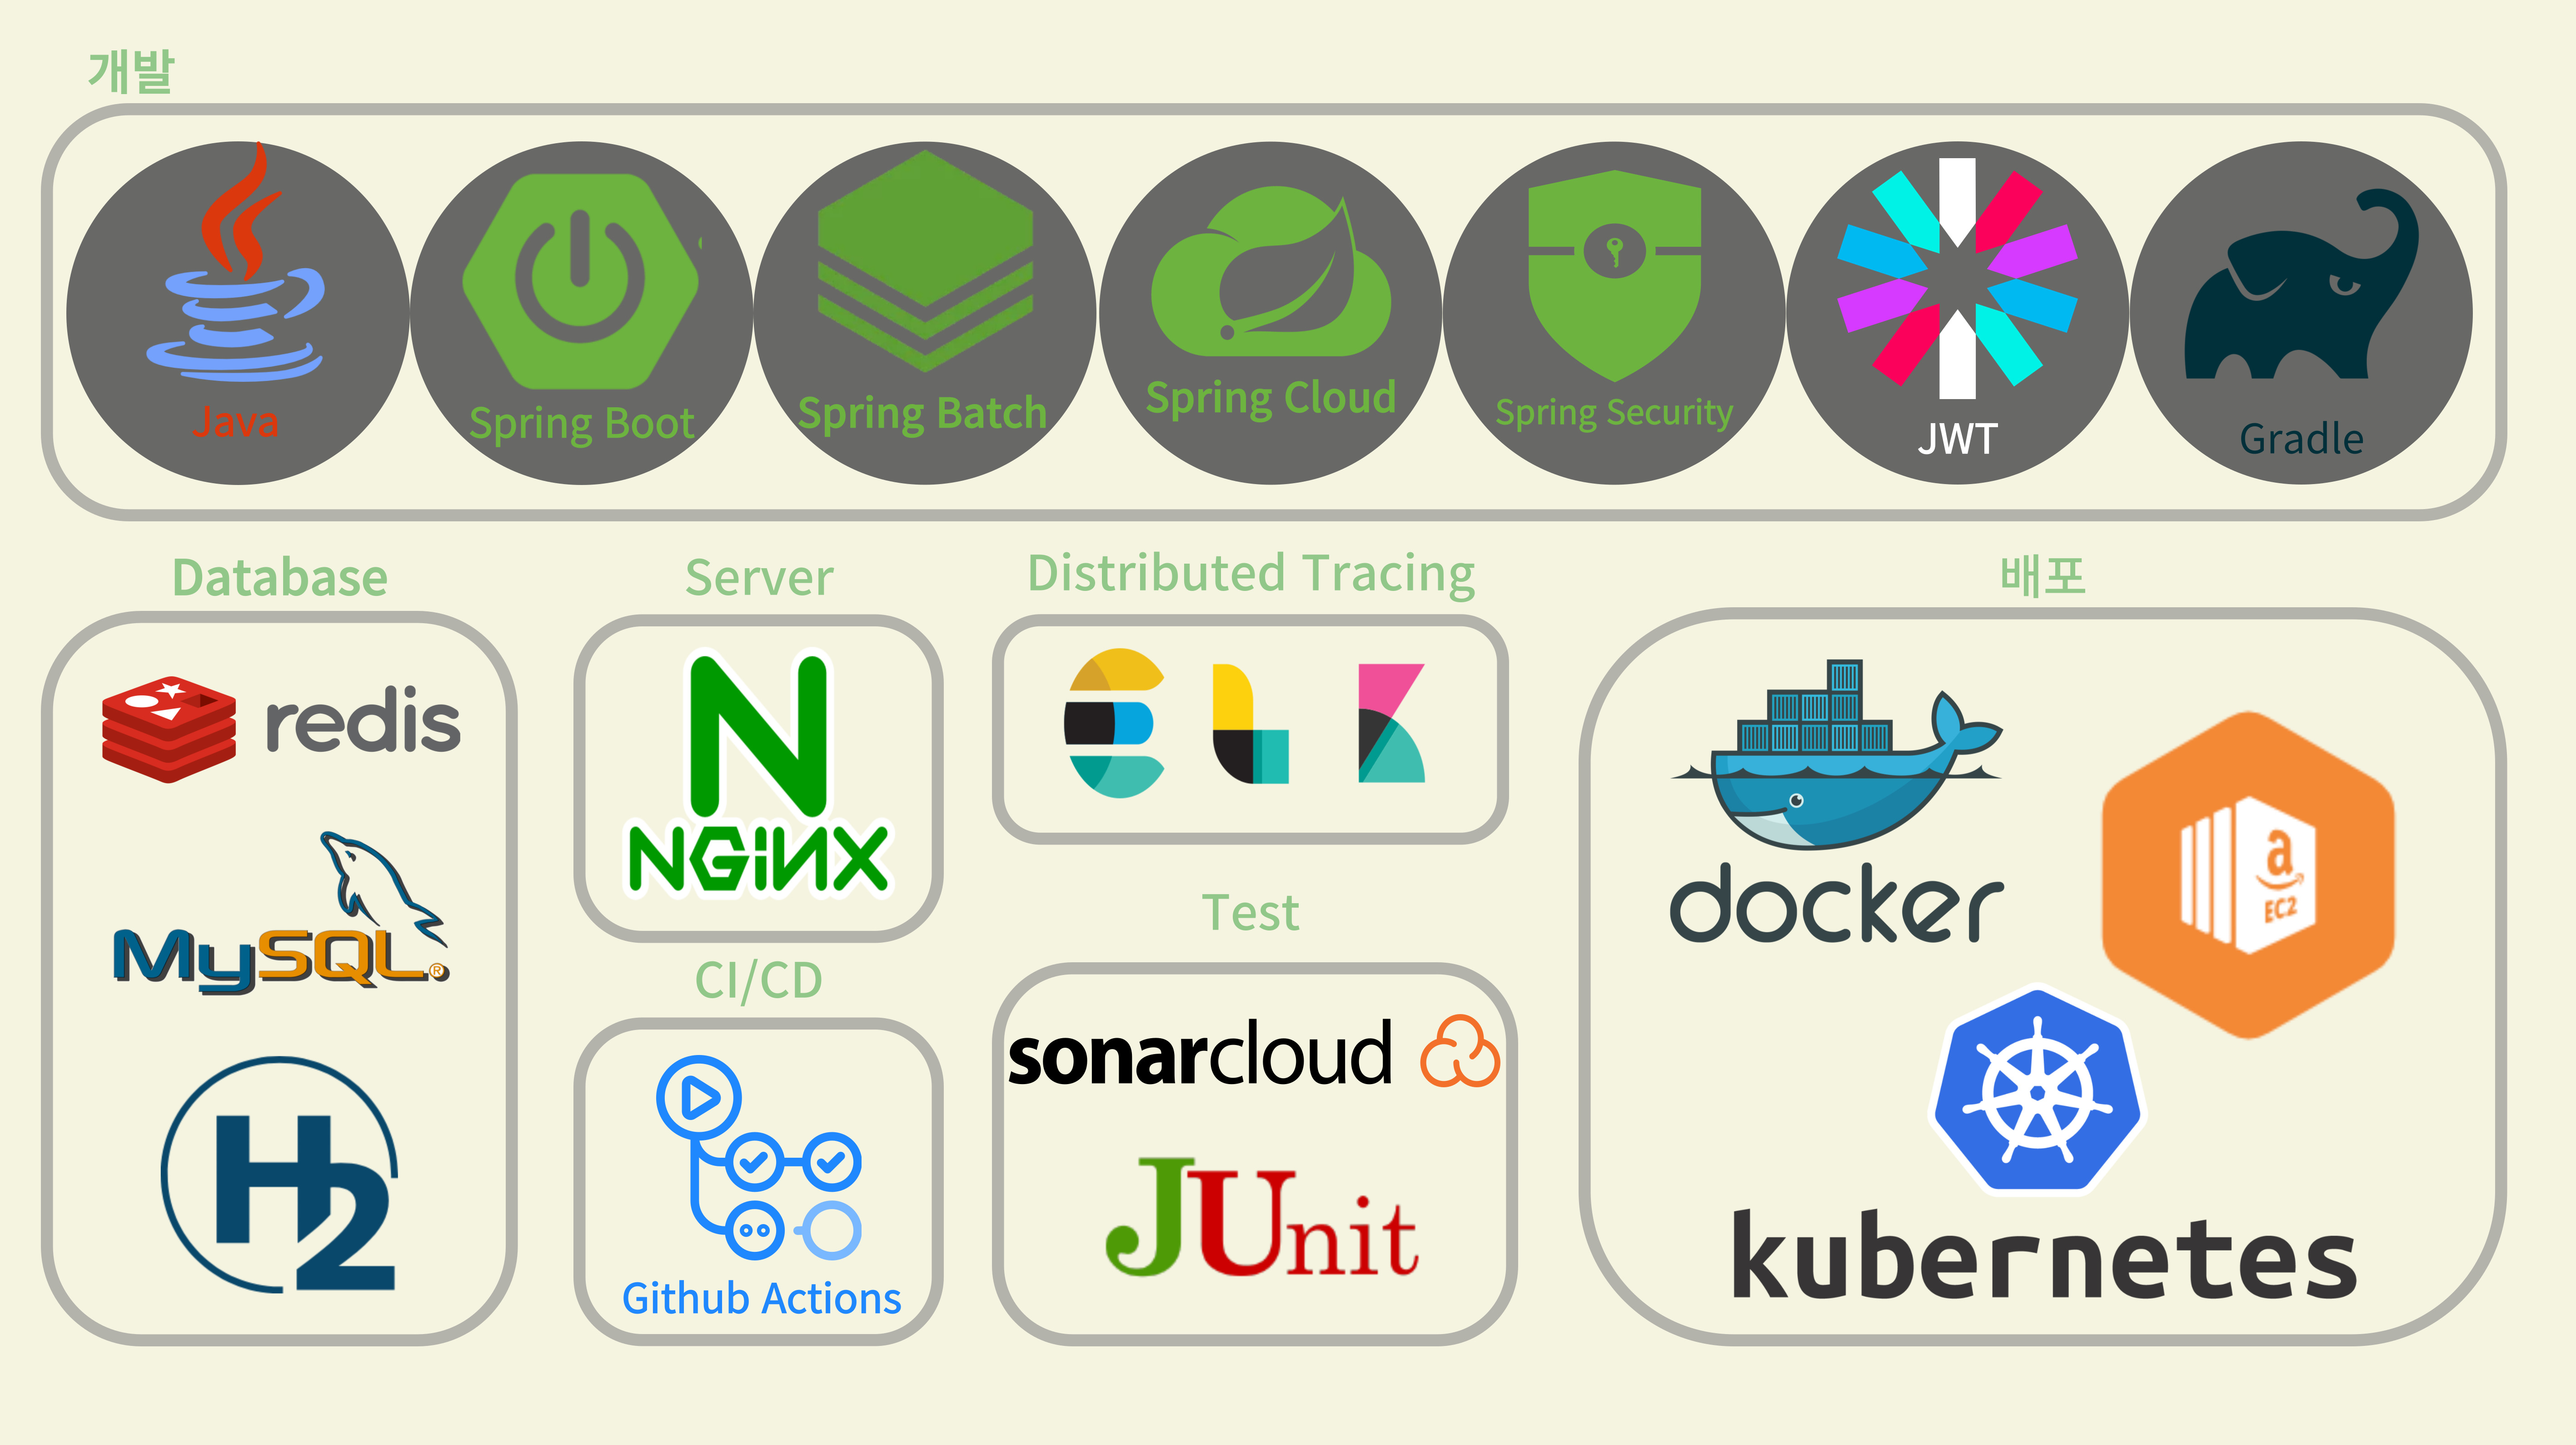 개발
Java
Spring Boot
Spring Batch
Spring Cloud
Spring Security
JWT
Gradle
Database
redis
MySQL®
H2
Server
N
NGiNX
CI/CD
Github Actions
Distributed Tracing
E L K
Test
sonarcloud
JUnit
배포
docker
a
EC2
kubernetes